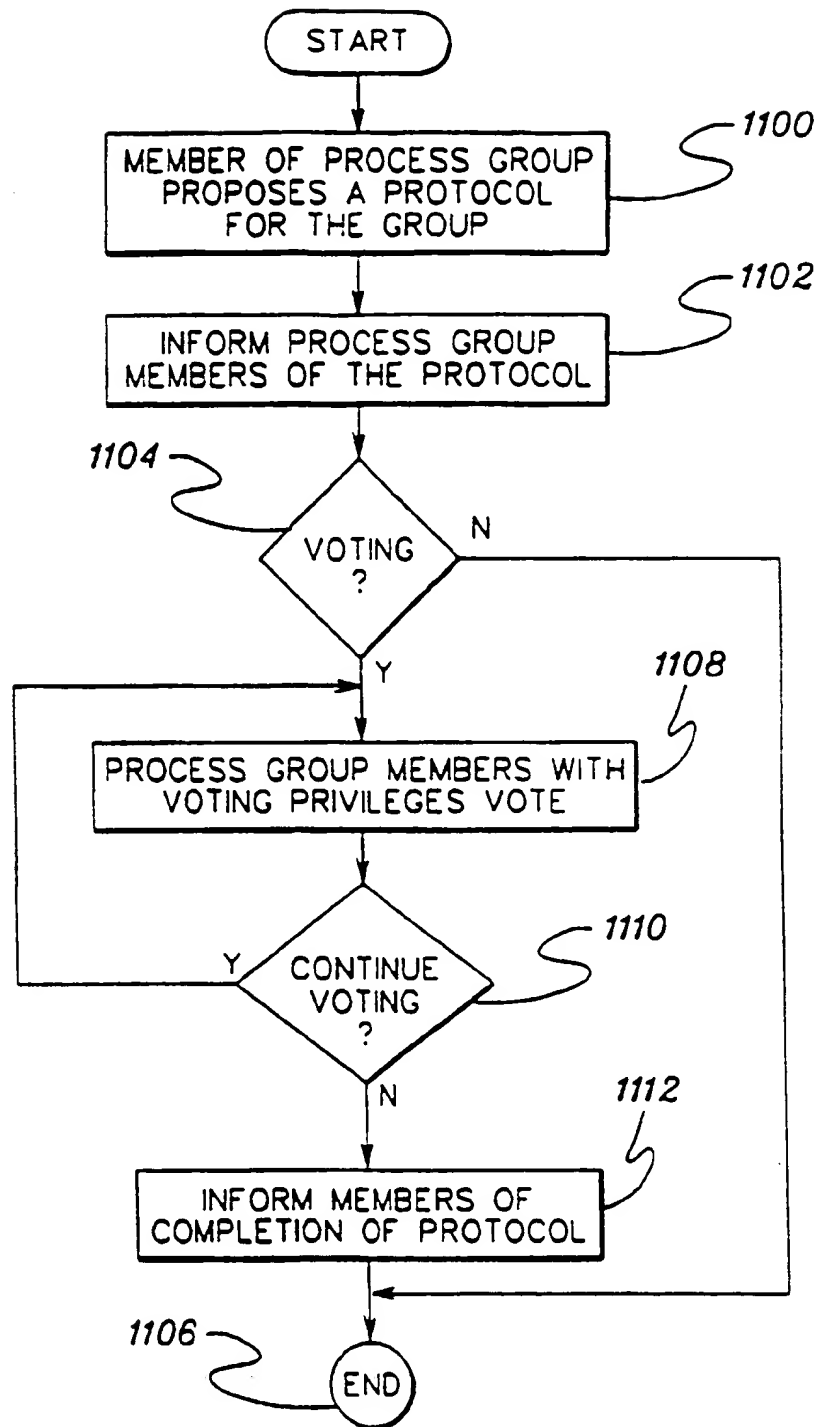 START
MEMBER OF PROCESS GROUP
PROPOSES A PROTOCOL
FOR THE GROUP
1100
INFORM PROCESS GROUP
MEMBERS OF THE PROTOCOL
1102
1104
VOTING
?
N
Y
1108
PROCESS GROUP MEMBERS WITH
VOTING PRIVILEGES VOTE
Y
CONTINUE
VOTING
?
1110
N
1112
INFORM MEMBERS OF
COMPLETION OF PROTOCOL
1106
END